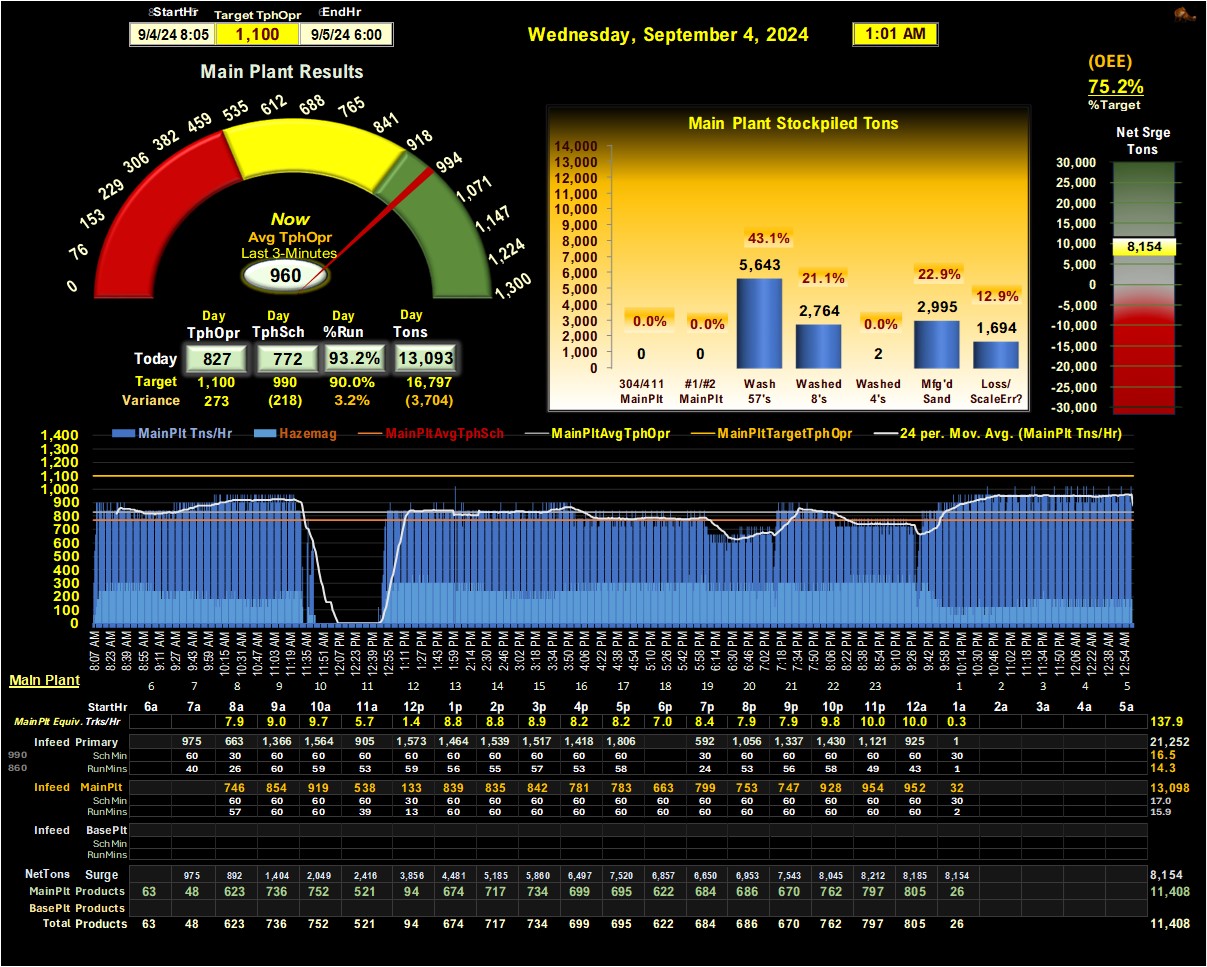 StartHr Target TphOpr EndHr
9/4/24 8:05 1,100 9/5/24 6:00
Wednesday, September 4, 2024
1:01 AM
(OEE)
75.2%
%Target
Main Plant Results
0 76 153 229 306 382 459 535 612 688 765 841 918 994 1,071 1,147 1,224 1,300
Now
Avg TphOpr
Last 3-Minutes
960
Day Day Day Day
TphOpr TphSch %Run Tons
Today 827 772 93.2% 13,093
Target 1,100 990 90.0% 16,797
Variance 273 (218) 3.2% (3,704)
Main Plant Stockpiled Tons
14,000
13,000
12,000
11,000
10,000
9,000
8,000
7,000
6,000
5,000
4,000
3,000
2,000
1,000
0
0.0% 0.0% 43.1% 21.1% 0.0% 22.9% 12.9%
0 0 5,643 2,764 2 2,995 1,694
304/411 #1/#2 Wash Washed Washed Mfg'd Loss/
MainPlt MainPlt 57's 8's 4's Sand ScaleErr?
Net Srge
Tons
30,000
25,000
20,000
15,000
10,000
5,000
0
-5,000
-10,000
-15,000
-20,000
-25,000
-30,000
8,154
MainPlt Tns/Hr Hazemag MainPltAvgTphSch MainPltAvgTphOpr MainPltTargetTphOpr 24 per. Mov. Avg. (MainPlt Tns/Hr)
1,400
1,300
1,200
1,100
1,000
900
800
700
600
500
400
300
200
100
0
8:07 AM 8:23 AM 8:39 AM 8:55 AM 9:11 AM 9:27 AM 9:43 AM 9:59 AM 10:15 AM 10:31 AM 10:47 AM 11:03 AM 11:19 AM 11:35 AM 11:51 AM 12:07 PM 12:23 PM 12:39 PM 12:55 PM 1:11 PM 1:27 PM 1:43 PM 1:59 PM 2:14 PM 2:30 PM 2:46 PM 3:02 PM 3:18 PM 3:34 PM 3:50 PM 4:06 PM 4:22 PM 4:38 PM 4:54 PM 5:10 PM 5:26 PM 5:42 PM 5:58 PM 6:14 PM 6:30 PM 6:46 PM 7:02 PM 7:18 PM 7:34 PM 7:50 PM 8:06 PM 8:22 PM 8:38 PM 8:54 PM 9:10 PM 9:26 PM 9:42 PM 9:58 PM 10:14 PM 10:30 PM 10:46 PM 11:02 PM 11:18 PM 11:34 PM 11:50 PM 12:06 AM 12:22 AM 12:38 AM 12:54 AM
Main Plant 6 7 8 9 10 11 12 13 14 15 16 17 19 20 21 22 23 1 2 3 4 5
StartHr 6a 7a 8a 9a 10a 11a 12p 1p 2p 3p 4p 5p 6p 7p 8p 9p 10p 11p 12a 1a 2a 3a 4a 5a
MainPlt Equiv. Trks/Hr 7.9 9.0 9.7 5.7 1.4 8.8 8.8 8.9 8.2 8.2 7.0 8.4 7.9 7.9 9.8 10.0 10.0 0.3 137.9
Infeed Primary 975 663 1,366 1,564 905 1,573 1,464 1,539 1,517 1,418 1,806 592 1,056 1,337 1,430 1,121 925 1 21,252
990 Sch Min 60 30 60 60 60 60 60 60 60 60 60 30 60 60 60 60 60 30 16.5
860 RunMins 40 26 60 59 53 59 56 55 57 53 58 24 53 56 58 49 43 1 14.3
Infeed MainPlt 746 854 919 538 133 839 835 842 781 783 663 799 753 747 928 954 952 32 13,098
Sch Min 60 60 60 60 30 60 60 60 60 60 60 60 60 60 60 60 60 30 17.0
RunMins 57 60 60 39 13 60 60 60 60 60 60 60 60 60 60 60 60 2 15.9
Infeed BasePlt
Sch Min
RunMins
NetTons Surge 975 892 1,404 2,049 2,416 3,856 4,481 5,185 5,860 6,497 7,520 6,857 6,650 6,953 7,543 8,045 8,212 8,185 8,154 8,154
MainPlt Products 63 48 623 736 752 521 94 674 717 734 699 695 622 684 686 670 762 797 805 26 11,408
BasePlt Products
Total Products 63 48 623 736 752 521 94 674 717 734 699 695 622 684 686 670 762 797 805 26 11,408